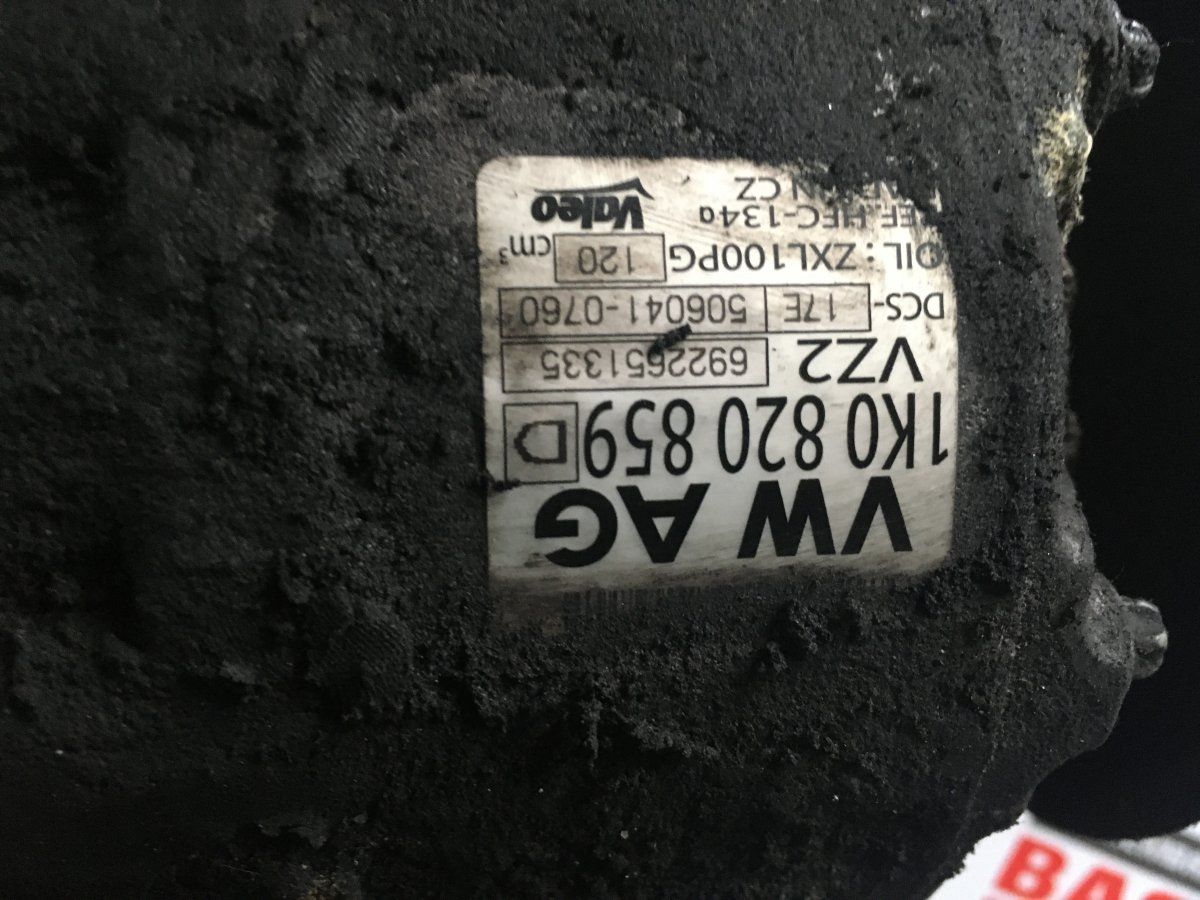 VW AG
1K0 820 859 D
VZ2 6922651335
DCS- 17E 506041-0760
OIL : ZXL100PG 120 cm³
REF. HFC-134a Valeo
IN CZ
BA